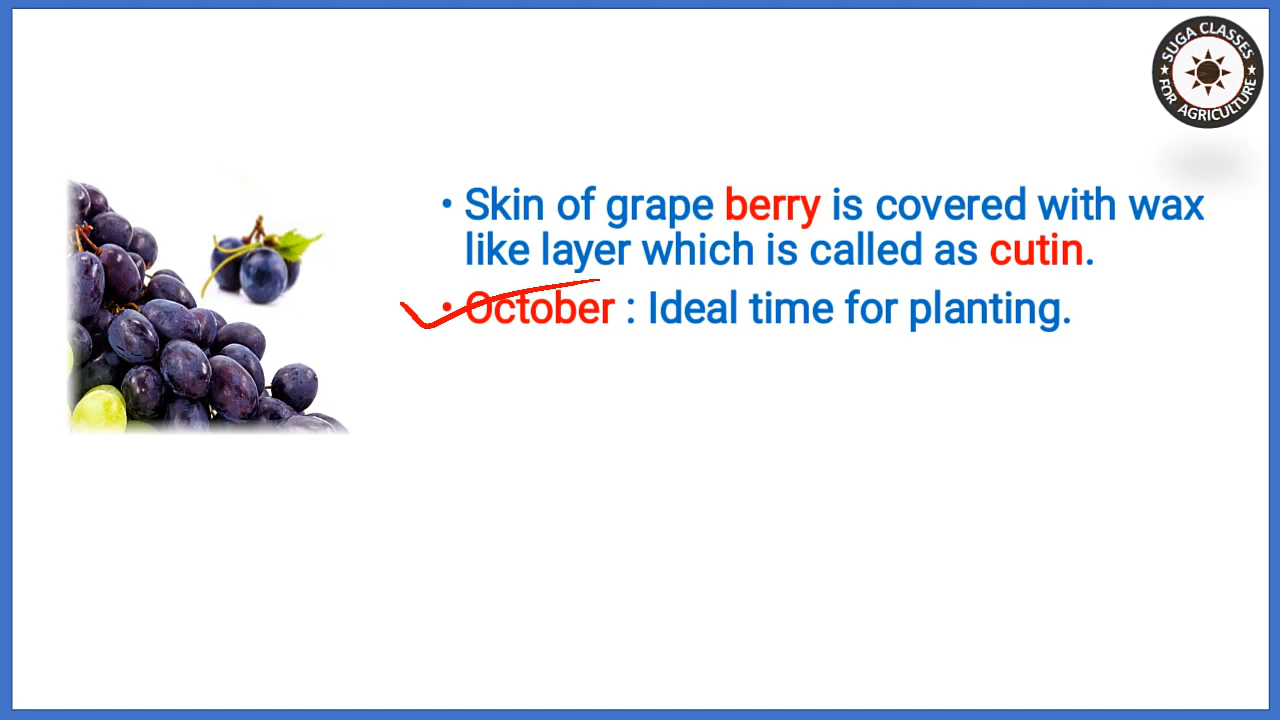 SUGA CLASSES
FOR AGRICULTURE
• Skin of grape berry is covered with wax
like layer which is called as cutin.
• October : Ideal time for planting.